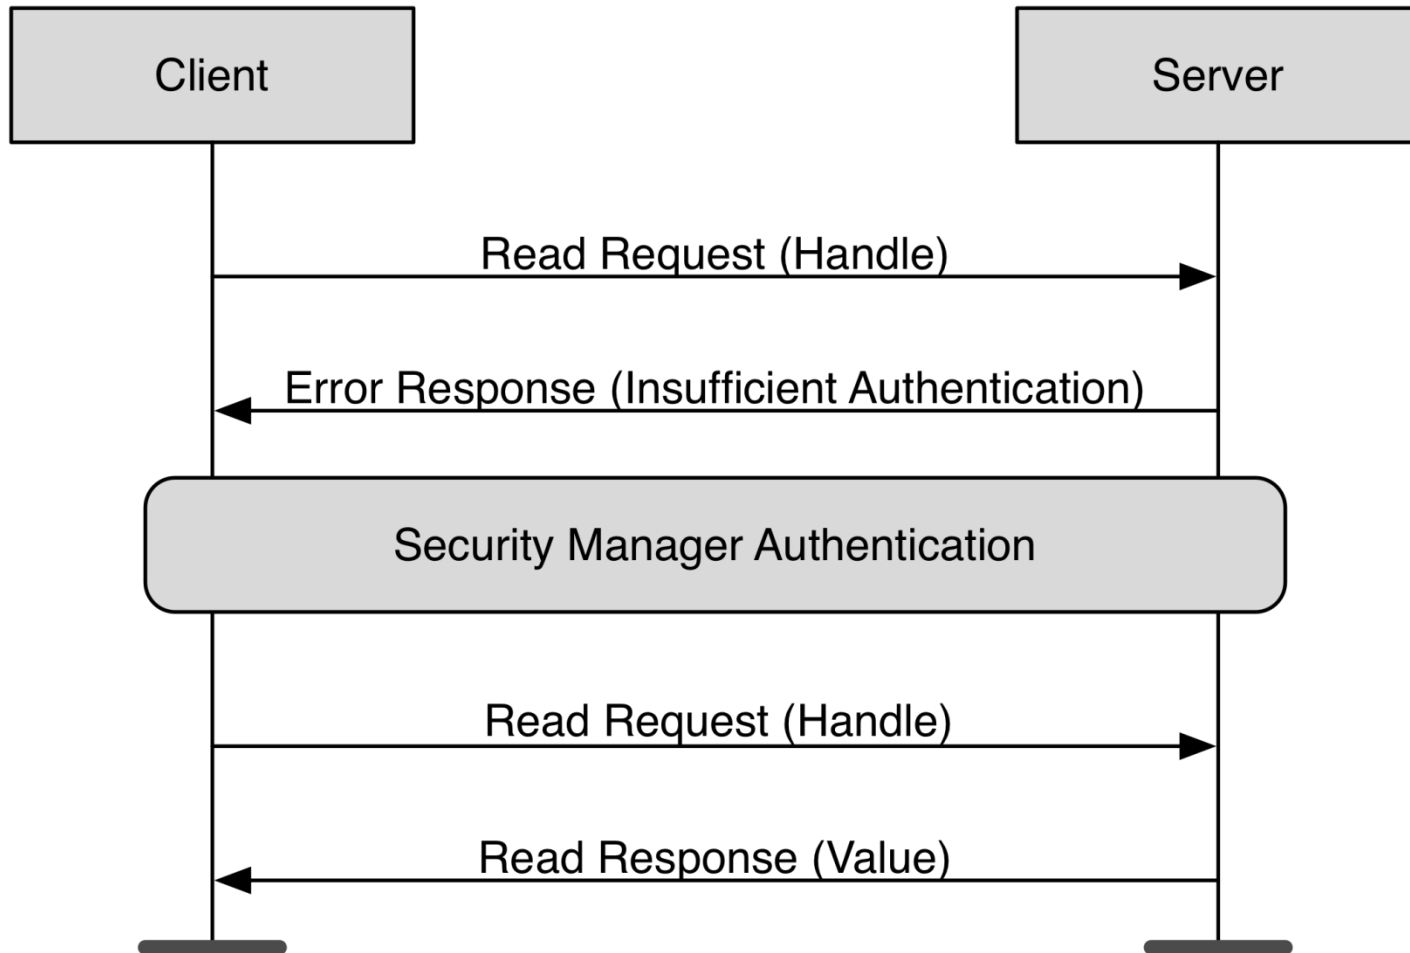 Client
Server
Read Request (Handle)
Error Response (Insufficient Authentication)
Security Manager Authentication
Read Request (Handle)
Read Response (Value)